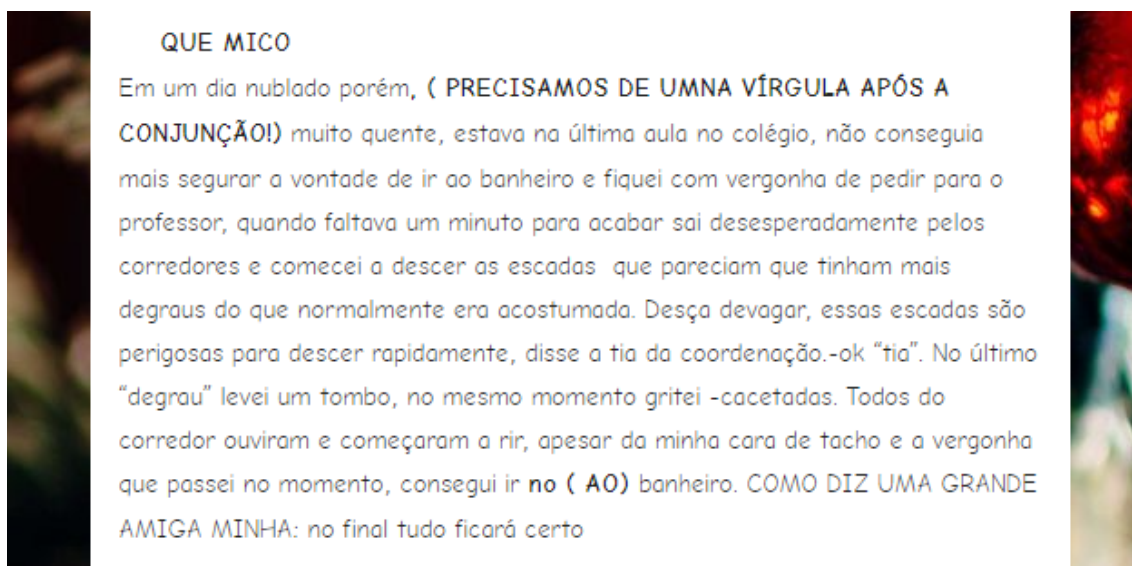 QUE MICO
Em um dia nublado porém, ( PRECISAMOS DE UMNA VÍRGULA APÓS A
CONJUNÇÃO!) muito quente, estava na última aula no colégio, não conseguia
mais segurar a vontade de ir ao banheiro e fiquei com vergonha de pedir para o
professor, quando faltava um minuto para acabar sai desesperadamente pelos
corredores e comecei a descer as escadas  que pareciam que tinham mais
degraus do que normalmente era acostumada. Desça devagar, essas escadas são
perigosas para descer rapidamente, disse a tia da coordenação.-ok “tia”. No último
“degrau” levei um tombo, no mesmo momento gritei -cacetadas. Todos do
corredor ouviram e começaram a rir, apesar da minha cara de tacho e a vergonha
que passei no momento, consegui ir no ( AO) banheiro. COMO DIZ UMA GRANDE
AMIGA MINHA: no final tudo ficará certo